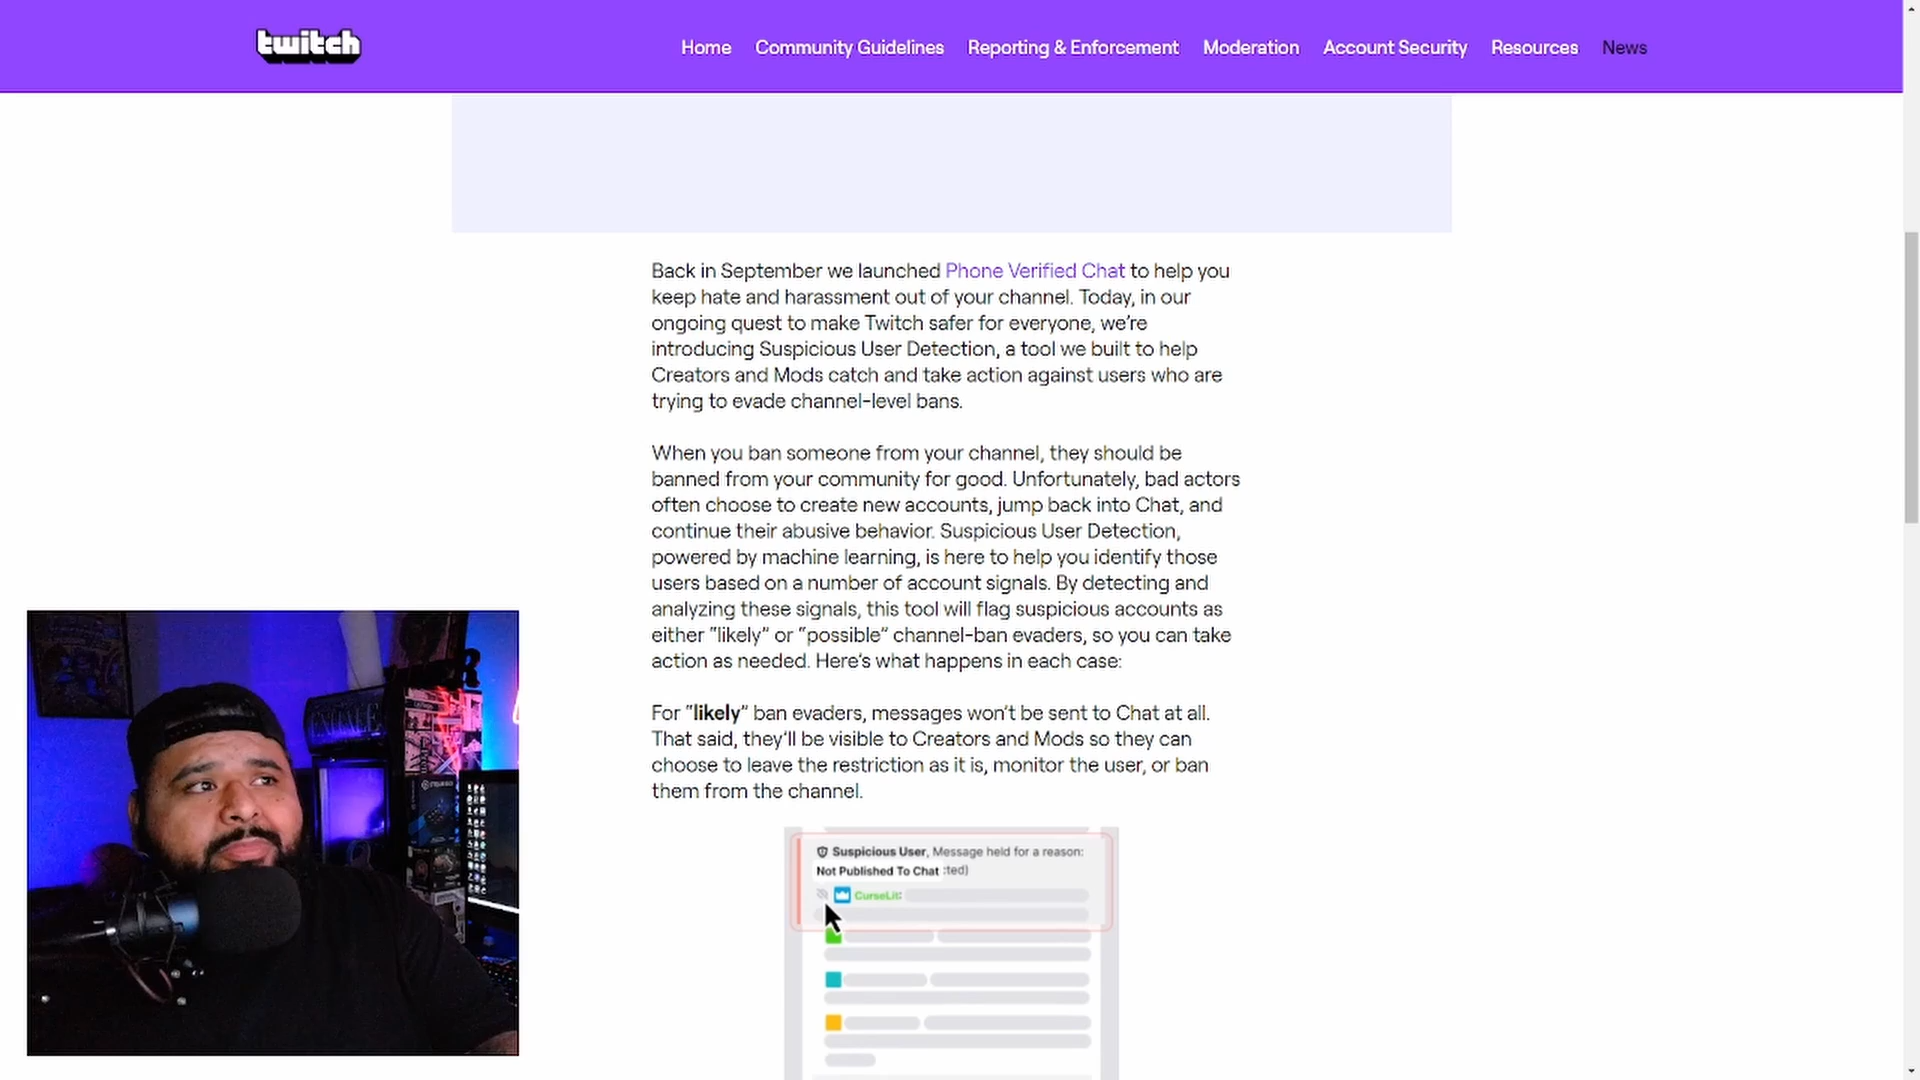 twitch
Home Community Guidelines Reporting & Enforcement Moderation Account Security Resources News
Back in September we launched Phone Verified Chat to help you
keep hate and harassment out of your channel. Today, in our
ongoing quest to make Twitch safer for everyone, we're
introducing Suspicious User Detection, a tool we built to help
Creators and Mods catch and take action against users who are
trying to evade channel-level bans.
When you ban someone from your channel, they should be
banned from your community for good. Unfortunately, bad actors
often choose to create new accounts, jump back into Chat, and
continue their abusive behavior. Suspicious User Detection,
powered by machine learning, is here to help you identify those
users based on a number of account signals. By detecting and
analyzing these signals, this tool will flag suspicious accounts as
either "likely" or "possible" channel-ban evaders, so you can take
action as needed. Here's what happens in each case:
For "likely" ban evaders, messages won't be sent to Chat at all.
That said, they'll be visible to Creators and Mods so they can
choose to leave the restriction as it is, monitor the user, or ban
them from the channel.
Suspicious User, Message held for a reason:
Not Published To Chat :ted)
CurseLit: